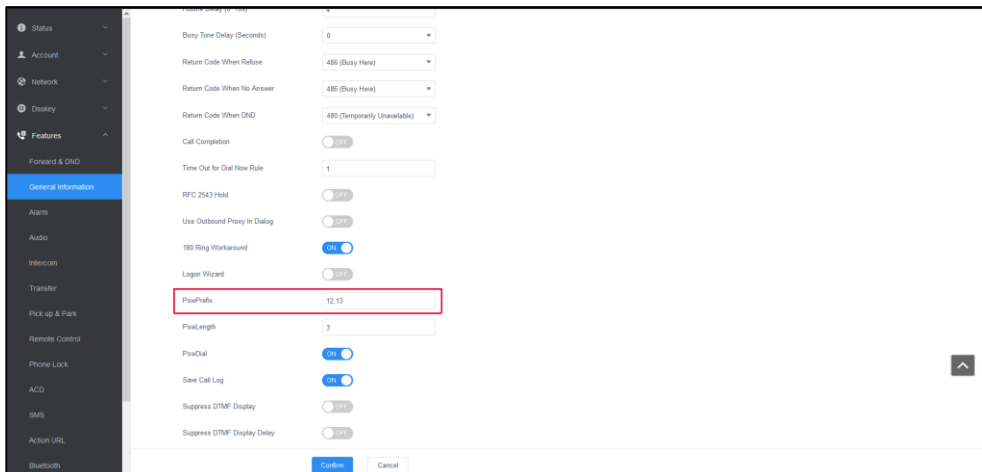 Status
Account
Network
Dsskey
Features
Forward & DND
General Information
Alarm
Audio
Intercom
Transfer
Pick up & Park
Remote Control
Phone Lock
ACD
SMS
Action URL
Bluetooth
4
Busy Tone Delay (Seconds) 0
Return Code When Refuse 486 (Busy Here)
Return Code When No Answer 486 (Busy Here)
Return Code When DND 480 (Temporarily Unavailable)
Call Completion OFF
Time Out for Dial Now Rule 1
RFC 2543 Hold OFF
Use Outbound Proxy In Dialog OFF
180 Ring Workaround ON
Logon Wizard OFF
PswPrefix 12,13
PswLength 3
PswDial ON
Save Call Log ON
Suppress DTMF Display OFF
Suppress DTMF Display Delay OFF
Confirm Cancel